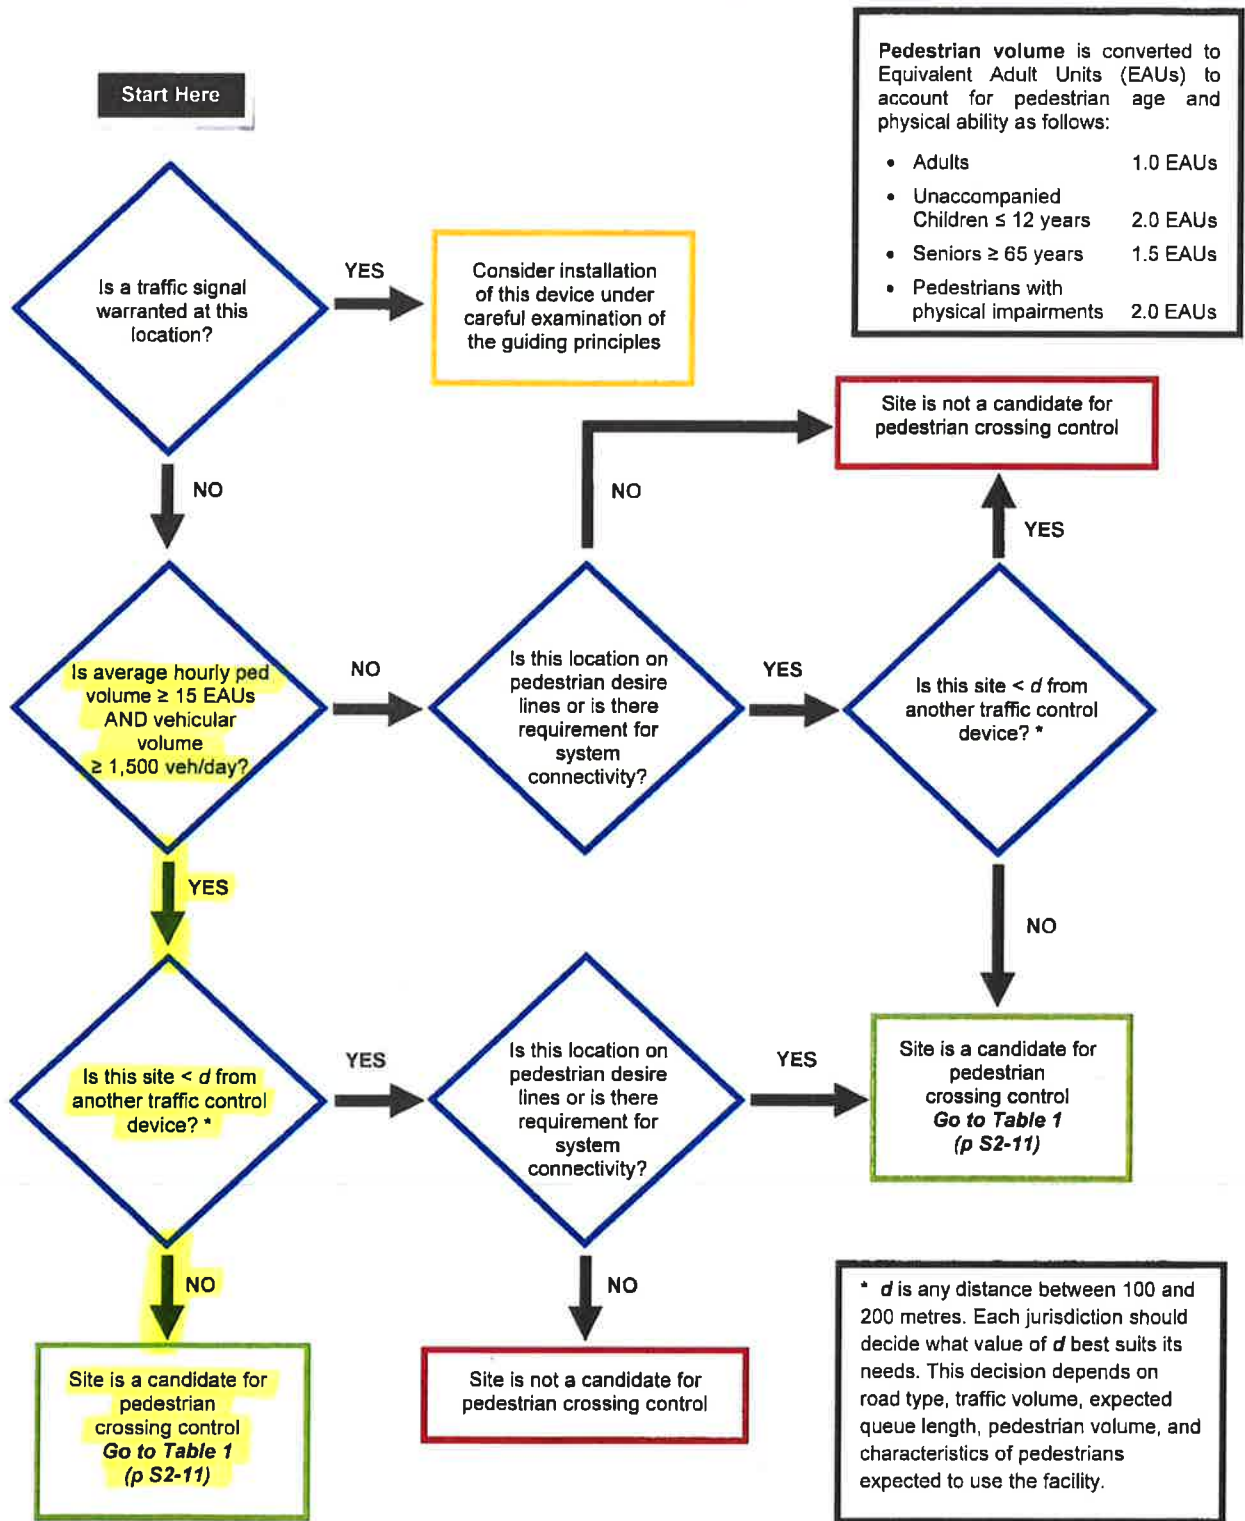 Start Here
Pedestrian volume is converted to
Equivalent Adult Units (EAUs) to
account for pedestrian age and
physical ability as follows:
• Adults 1.0 EAUs
• Unaccompanied
Children ≤ 12 years 2.0 EAUs
• Seniors ≥ 65 years 1.5 EAUs
• Pedestrians with
physical impairments 2.0 EAUs
Is a traffic signal
warranted at this
location?
YES
Consider installation
of this device under
careful examination of
the guiding principles
Site is not a candidate for
pedestrian crossing control
NO
NO
YES
Is average hourly ped
volume ≥ 15 EAUs
AND vehicular
volume
≥ 1,500 veh/day?
NO
Is this location on
pedestrian desire
lines or is there
requirement for
system
connectivity?
YES
Is this site < d from
another traffic control
device? *
YES
NO
Is this site < d from
another traffic control
device? *
YES
Is this location on
pedestrian desire
lines or is there
requirement for
system
connectivity?
YES
Site is a candidate for
pedestrian
crossing control
Go to Table 1
(p S2-11)
NO
NO
Site is a candidate for
pedestrian
crossing control
Go to Table 1
(p S2-11)
Site is not a candidate for
pedestrian crossing control
* d is any distance between 100 and
200 metres. Each jurisdiction should
decide what value of d best suits its
needs. This decision depends on
road type, traffic volume, expected
queue length, pedestrian volume, and
characteristics of pedestrians
expected to use the facility.